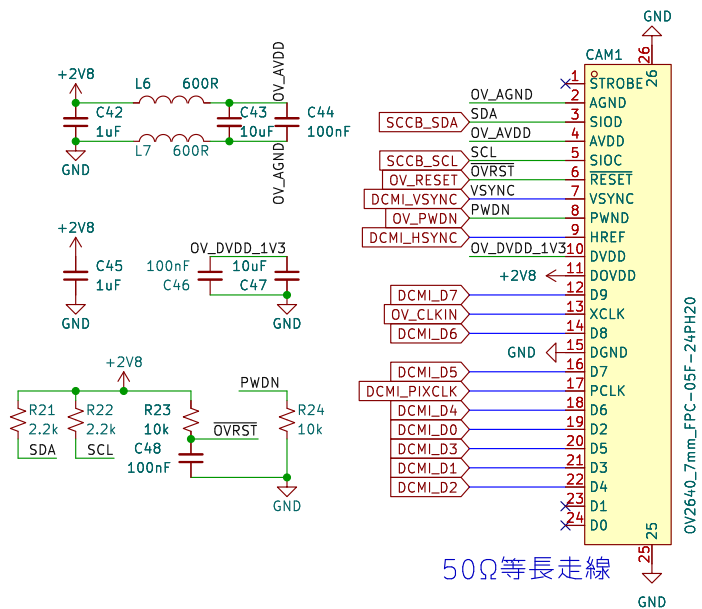 GND
CAM1
26
26
+2V8
L6 600R
OV_AVDD
C42
1uF
C43
10uF
C44
100nF
L7 600R
GND
OV_AGND
1 STROBE
OV_AGND 2 AGND
SCCB_SDA SDA 3 SIOD
OV_AVDD 4 AVDD
SCCB_SCL SCL 5 SIOC
OV_RESET OVRST 6 RESET
DCMI_VSYNC VSYNC 7 VSYNC
OV_PWDN PWDN 8 PWND
DCMI_HSYNC 9 HREF
OV_DVDD_1V3 10 DVDD
+2V8 11 DOVDD
DCMI_D7 12 D9
OV_CLKIN 13 XCLK
DCMI_D6 14 D8
GND 15 DGND
DCMI_D5 16 D7
DCMI_PIXCLK 17 PCLK
DCMI_D4 18 D6
DCMI_D0 19 D2
DCMI_D3 20 D5
DCMI_D1 21 D3
DCMI_D2 22 D4
23 D1
24 D0
25
25
GND
OV2640_7mm_FPC-05F-24PH20
+2V8
C45
1uF
GND
OV_DVDD_1V3
100nF
C46
10uF
C47
GND
+2V8
PWDN
R21
2.2k
SDA
R22
2.2k
SCL
R23
10k
OVRST
C48
100nF
R24
10k
GND
50Ω等長走線